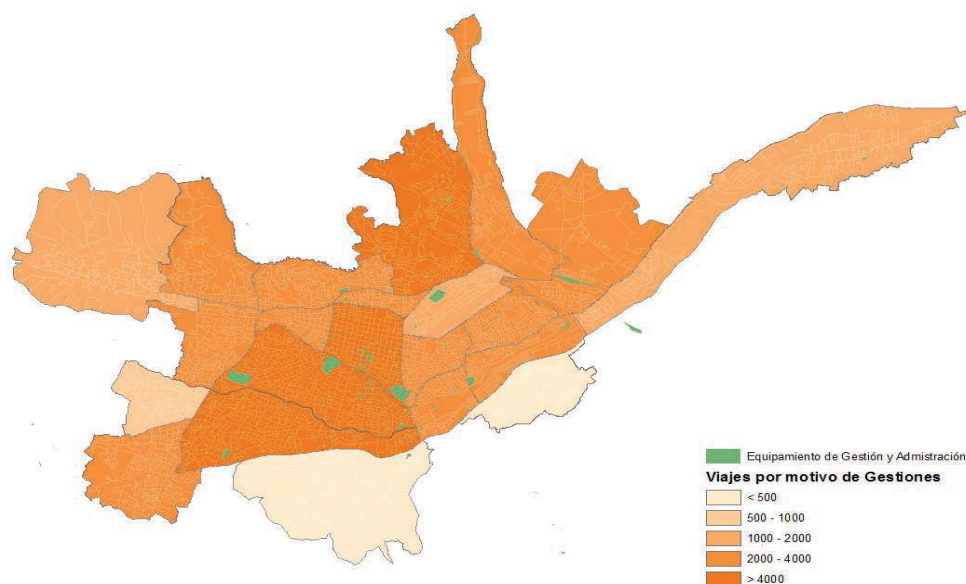 Equipamiento de Gestión y Admistración
Viajes por motivo de Gestiones
< 500
500 - 1000
1000 - 2000
2000 - 4000
> 4000